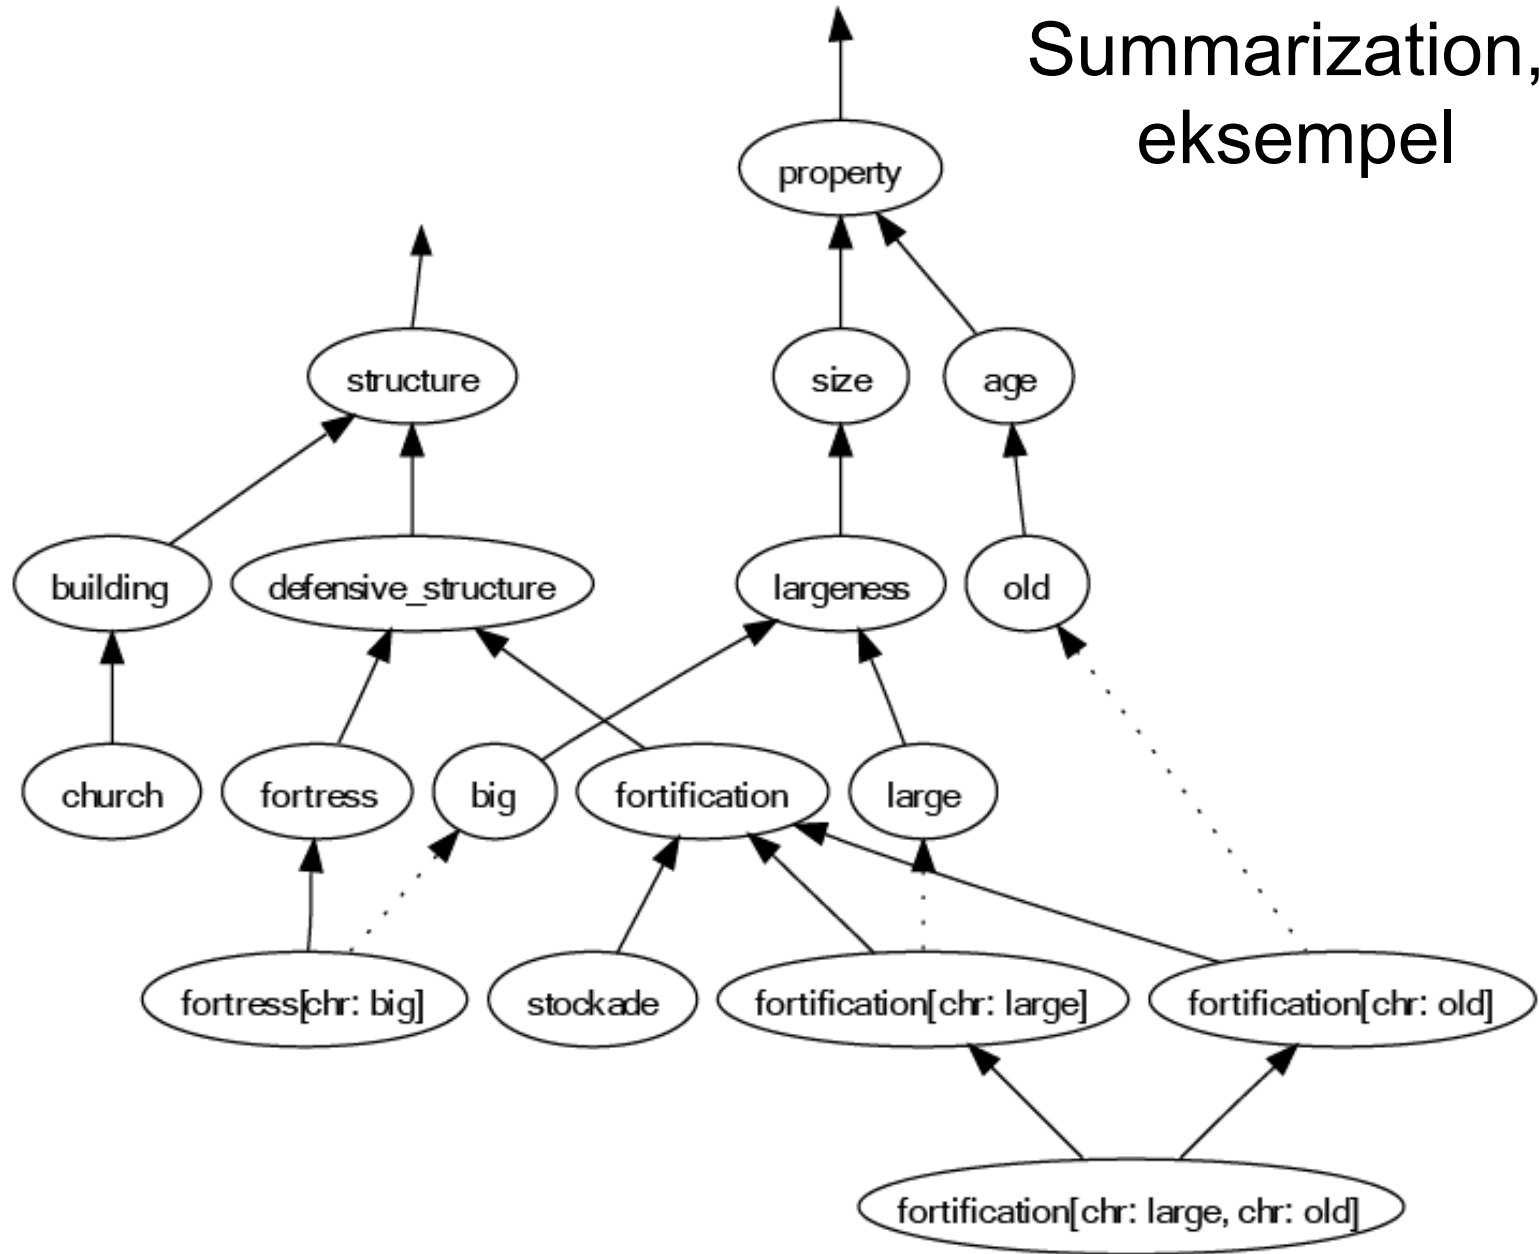 Summarization,
eksempel
property
structure
size
age
building
defensive_structure
largeness
old
church
fortress
big
fortification
large
fortress[chr: big]
stockade
fortification[chr: large]
fortification[chr: old]
fortification[chr: large, chr: old]